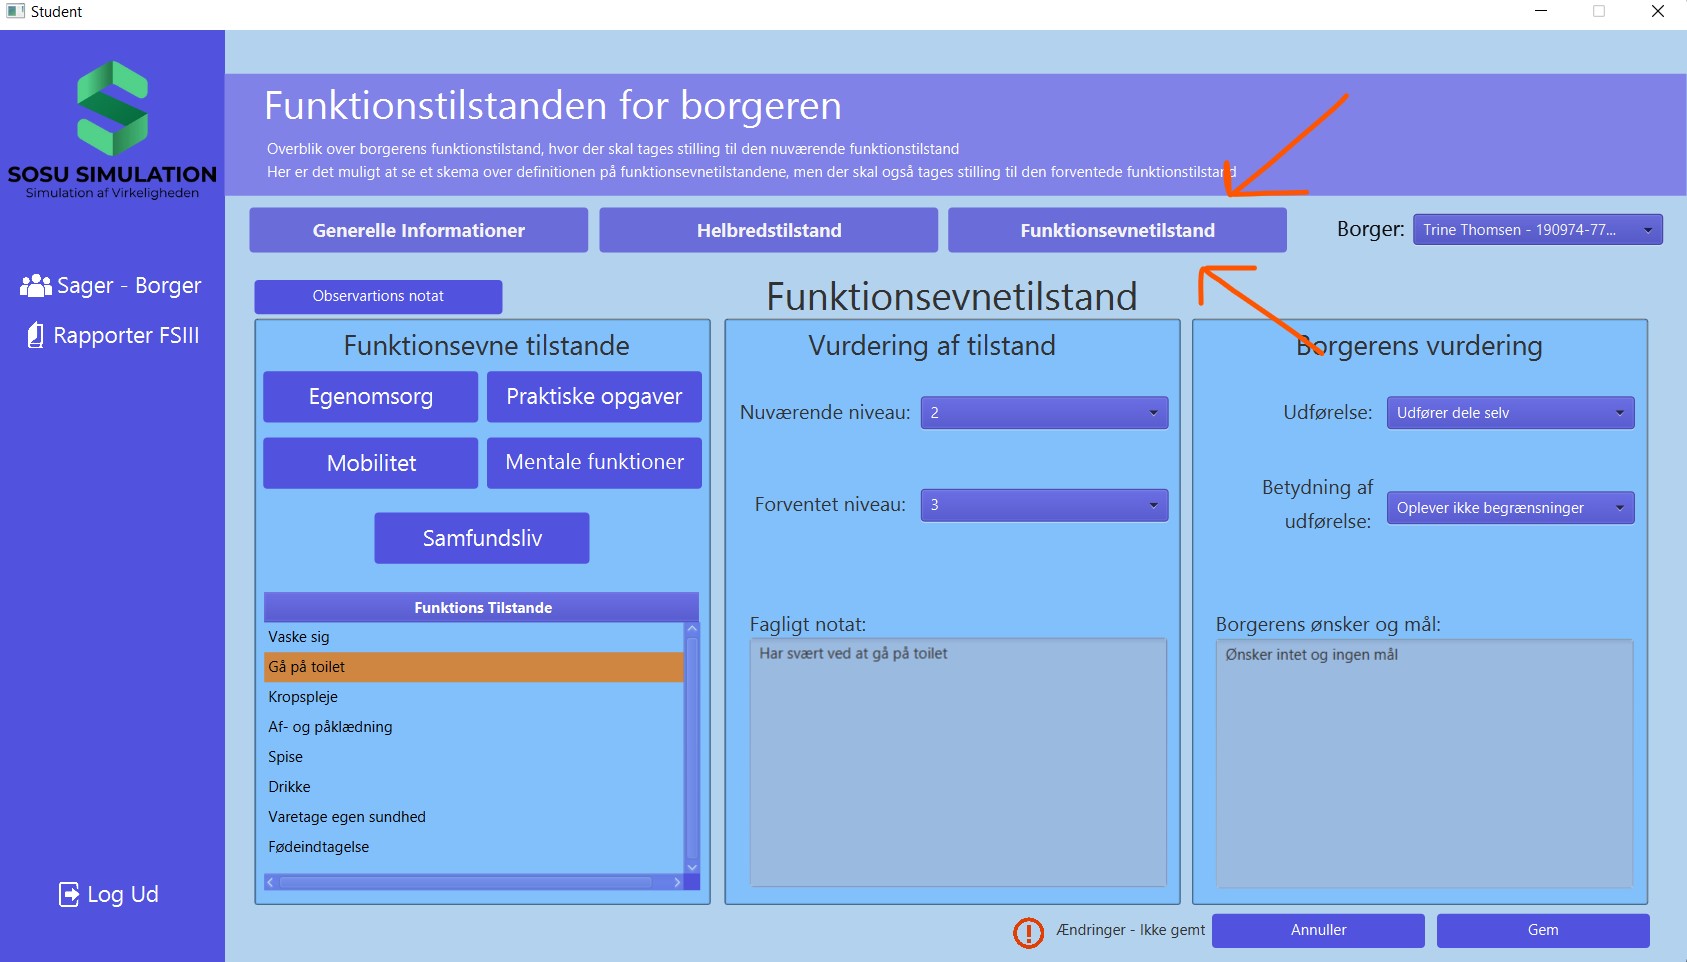 Student
SOSU SIMULATION
Simulation af Virkeligheden
Sager - Borger
Rapporter FSIII
Log Ud
Funktionstilstanden for borgeren
Overblik over borgerens funktionstilstand, hvor der skal tages stilling til den nuværende funktionstilstand
Her er det muligt at se et skema over definitionen på funktionsevnetilstandene, men der skal også tages stilling til den forventede funktionstilstand
Generelle Informationer
Helbredstilstand
Funktionsevnetilstand
Borger:
Trine Thomsen - 190974-77...
Observartions notat
Funktionsevnetilstand
Funktionsevne tilstande
Egenomsorg
Praktiske opgaver
Mobilitet
Mentale funktioner
Samfundsliv
Funktions Tilstande
Vaske sig
Gå på toilet
Kropspleje
Af- og påklædning
Spise
Drikke
Varetage egen sundhed
Fødeindtagelse
Vurdering af tilstand
Nuværende niveau:
2
Forventet niveau:
3
Fagligt notat:
Har svært ved at gå på toilet
Borgerens vurdering
Udførelse:
Udfører dele selv
Betydning af
udførelse:
Oplever ikke begrænsninger
Borgerens ønsker og mål:
Ønsker intet og ingen mål
Ændringer - Ikke gemt
Annuller
Gem